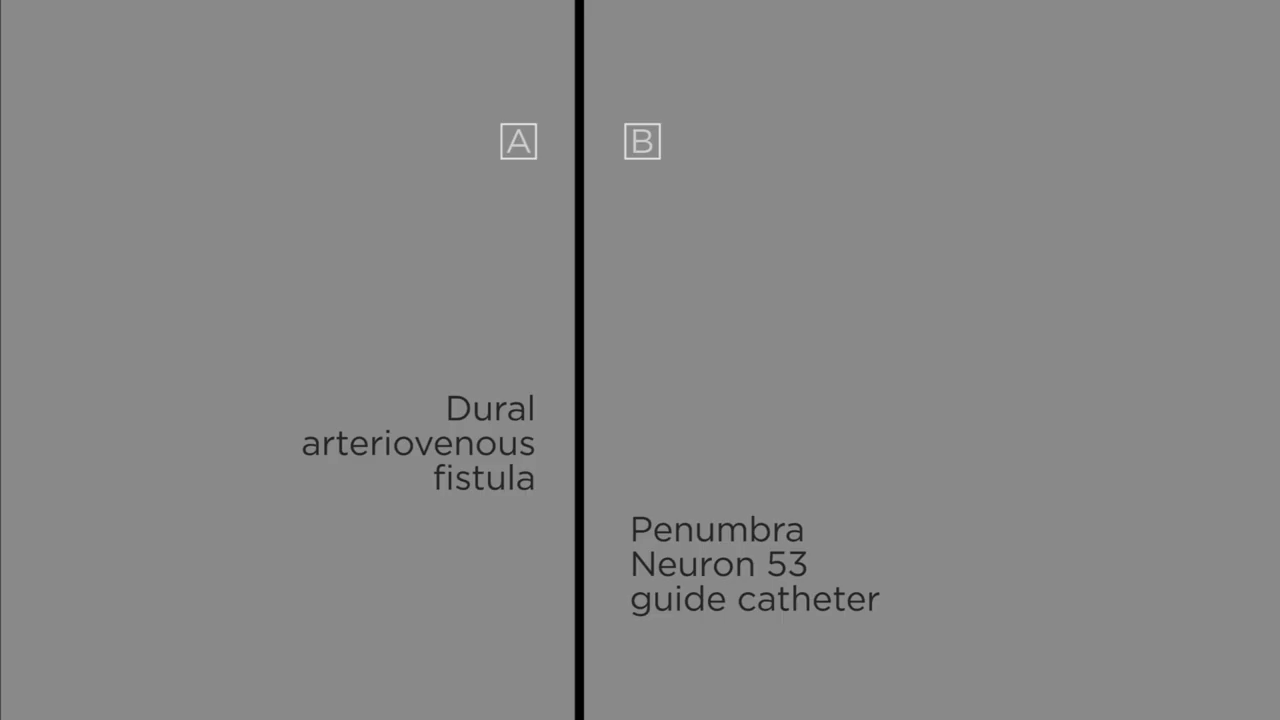 A
B
Dural
arteriovenous
fistula
Penumbra
Neuron 53
guide catheter